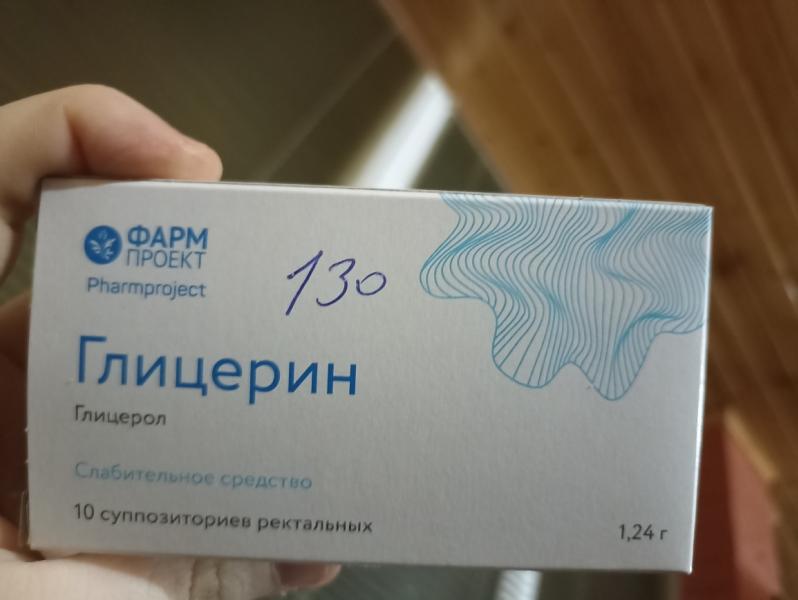 ФАРМ
ПРОЕКТ
Pharmproject
130
Глицерин
Глицерол
Слабительное средство
10 суппозиториев ректальных
1,24 г